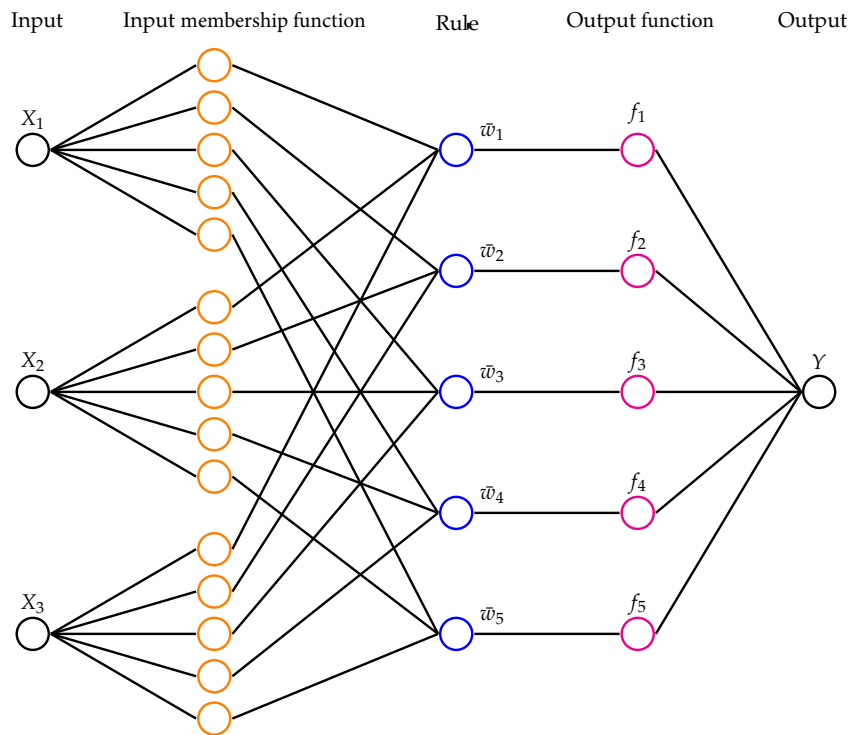 Input Input membership function Rule Output function Output
X₁ w̄₁ f₁
w̄₂ f₂
X₂ w̄₃ f₃ Y
w̄₄ f₄
X₃ w̄₅ f₅